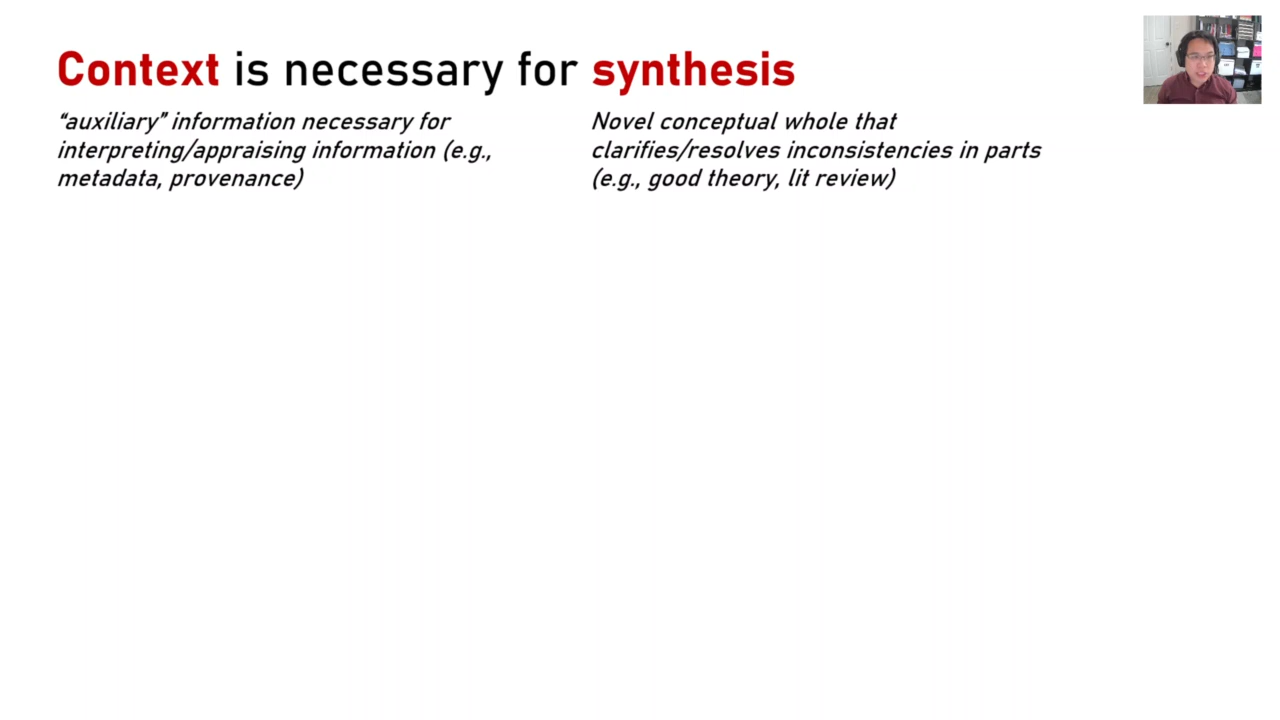 Context is necessary for synthesis
“auxiliary” information necessary for
interpreting/appraising information (e.g.,
metadata, provenance)
Novel conceptual whole that
clarifies/resolves inconsistencies in parts
(e.g., good theory, lit review)